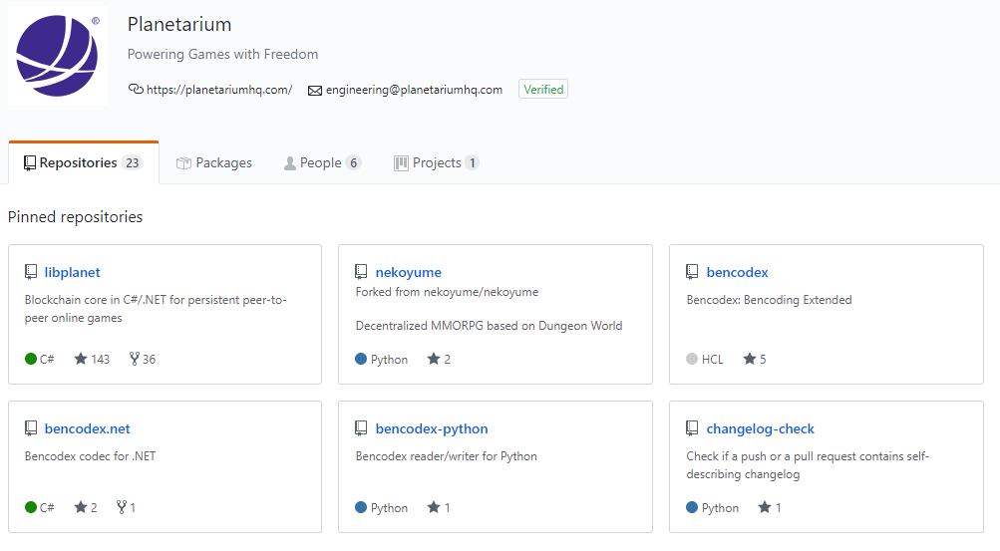 ®
Planetarium
Powering Games with Freedom
https://planetariumhq.com/ engineering@planetariumhq.com Verified
Repositories 23 Packages People 6 Projects 1
Pinned repositories
libplanet
Blockchain core in C#/.NET for persistent peer-to-
peer online games
C# 143 36
nekoyume
Forked from nekoyume/nekoyume
Decentralized MMORPG based on Dungeon World
Python 2
bencodex
Bencodex: Bencoding Extended
HCL 5
bencodex.net
Bencodex codec for .NET
C# 2 1
bencodex-python
Bencodex reader/writer for Python
Python 1
changelog-check
Check if a push or a pull request contains self-
describing changelog
Python 1